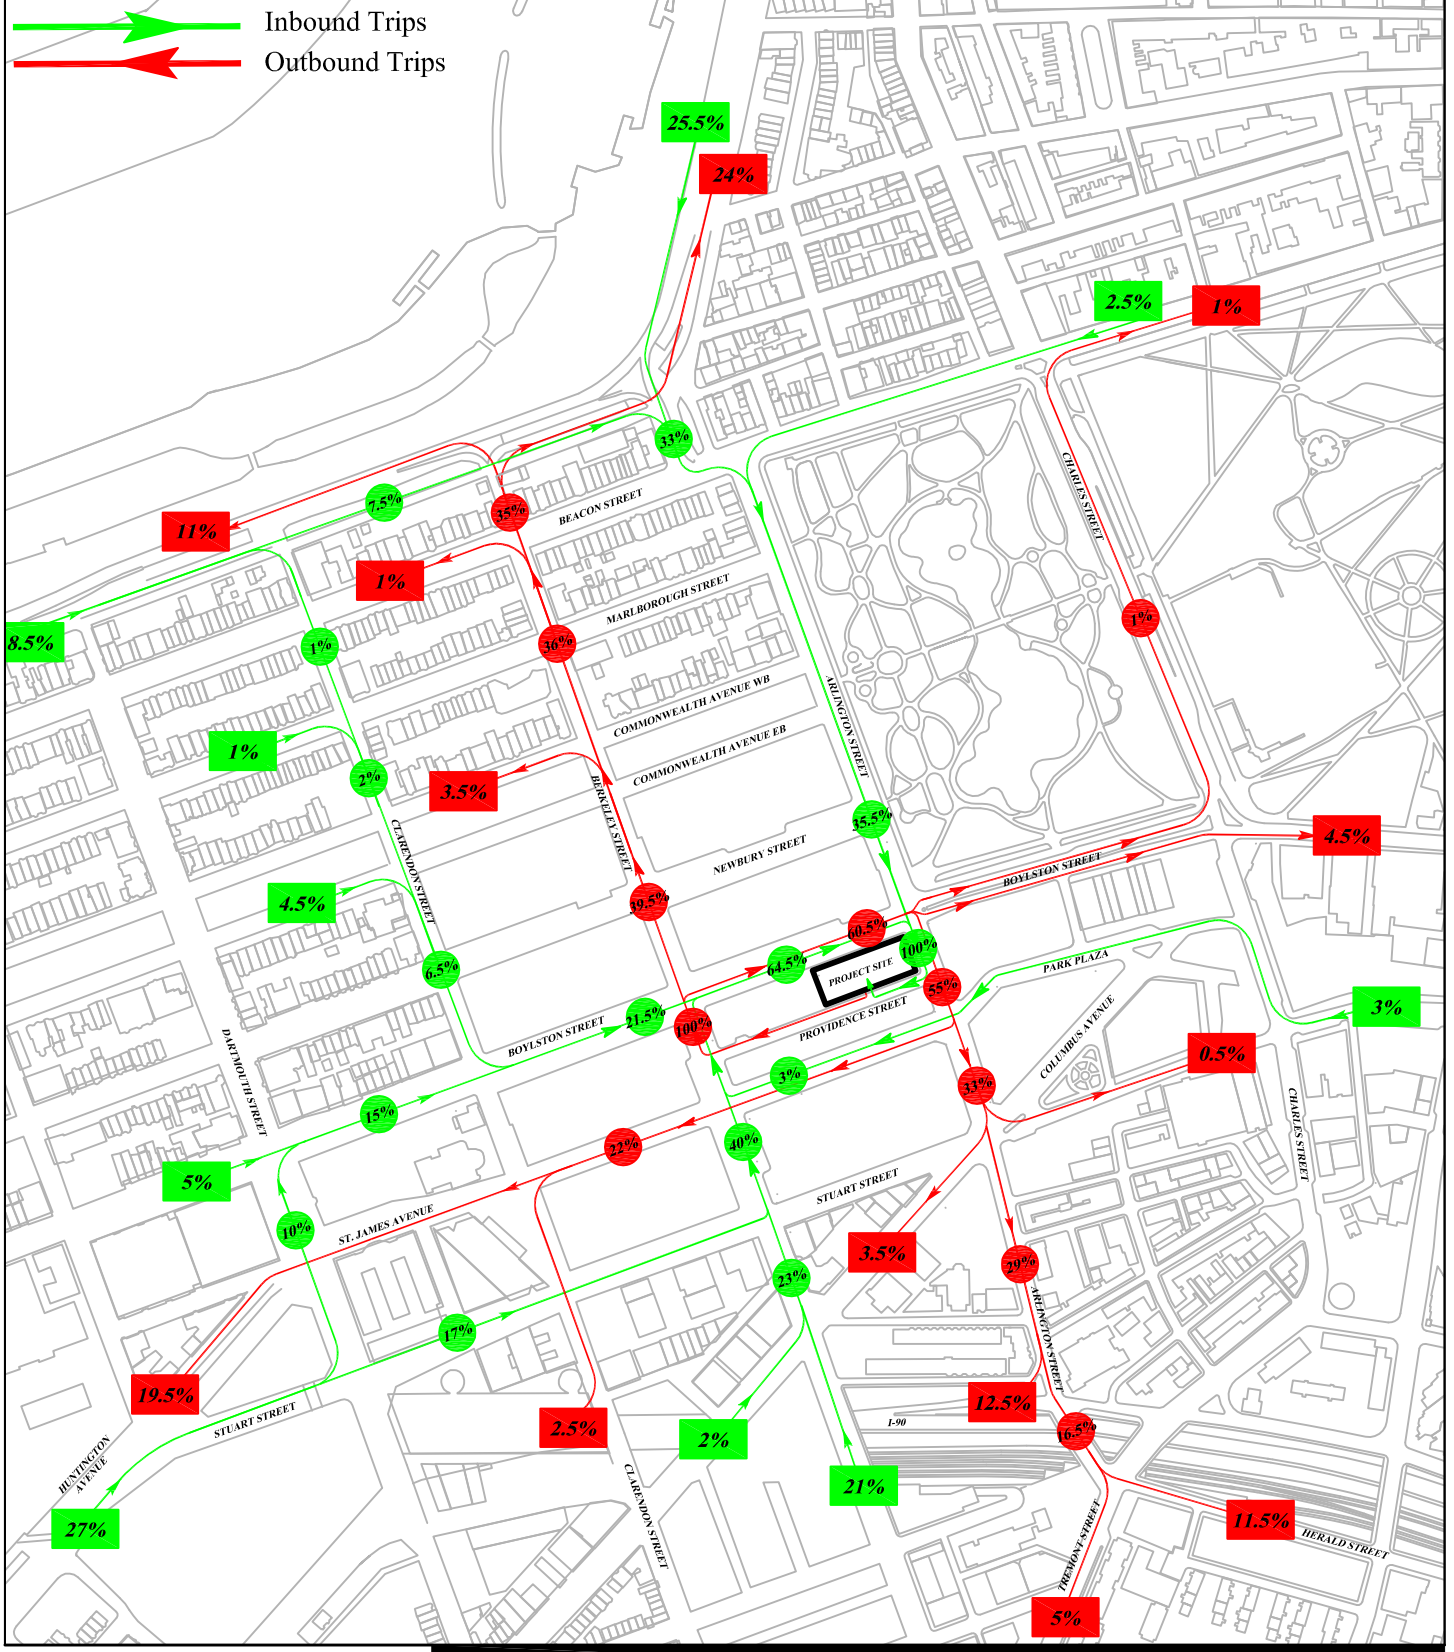 Inbound Trips
Outbound Trips
25.5%
24%
2.5%
1%
33%
7.5%
35%
BEACON STREET
CHARLES STREET
11%
1%
MARLBOROUGH STREET
8.5%
1%
36%
1%
COMMONWEALTH AVENUE WB
ARLINGTON STREET
1%
2%
COMMONWEALTH AVENUE EB
3.5%
BERKELEY STREET
35.5%
4.5%
CLARENDON STREET
NEWBURY STREET
BOYLSTON STREET
4.5%
39.5%
60.5%
6.5%
64.5%
100%
PROJECT SITE
PARK PLAZA
55%
3%
21.5%
100%
BOYLSTON STREET
PROVIDENCE STREET
COLUMBUS AVENUE
0.5%
DARTMOUTH STREET
3%
33%
15%
40%
22%
CHARLES STREET
5%
STUART STREET
10%
ST. JAMES AVENUE
3.5%
29%
23%
17%
ARLINGTON STREET
19.5%
12.5%
STUART STREET
2.5%
2%
I-90
16.5%
HUNTINGTON
AVENUE
21%
CLARENDON STREET
27%
11.5%
HERALD STREET
TREMONT STREET
5%